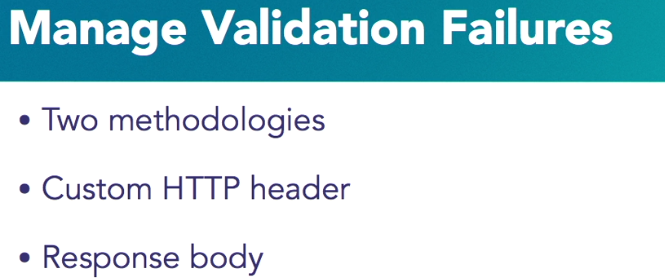 Manage Validation Failures
• Two methodologies
• Custom HTTP header
• Response body